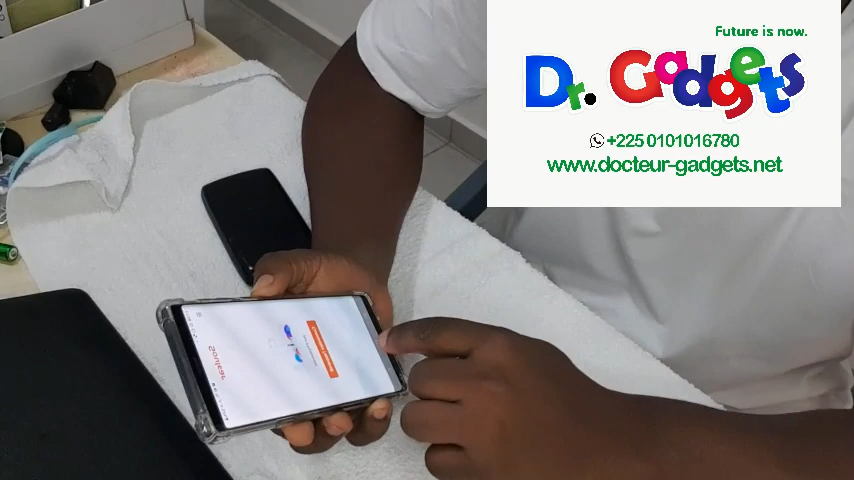 Future is now.
Dr. Gadgets
+225 0101016780
www.docteur-gadgets.net